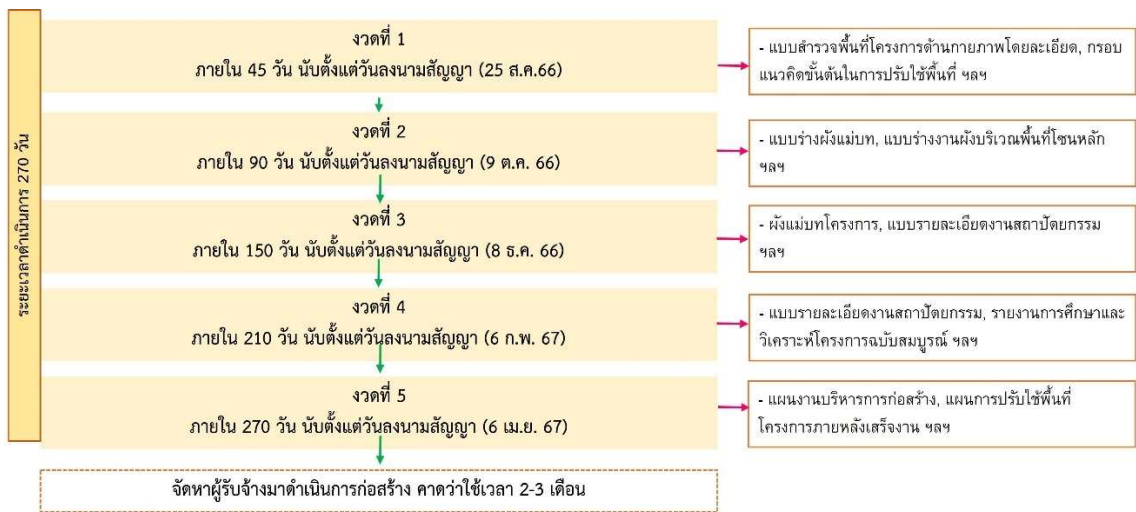 ระยะเวลาดำเนินการ 270 วัน
งวดที่ 1
ภายใน 45 วัน นับตั้งแต่วันลงนามสัญญา (25 ส.ค.66)
- แบบสำรวจพื้นที่โครงการด้านกายภาพโดยละเอียด, กรอบ
แนวคิดขั้นต้นในการปรับใช้พื้นที่ ฯลฯ
งวดที่ 2
ภายใน 90 วัน นับตั้งแต่วันลงนามสัญญา (9 ต.ค. 66)
- แบบร่างผังแม่บท, แบบร่างงานผังบริเวณพื้นที่โซนหลัก
ฯลฯ
งวดที่ 3
ภายใน 150 วัน นับตั้งแต่วันลงนามสัญญา (8 ธ.ค. 66)
- ผังแม่บทโครงการ, แบบรายละเอียดงานสถาปัตยกรรม
ฯลฯ
งวดที่ 4
ภายใน 210 วัน นับตั้งแต่วันลงนามสัญญา (6 ก.พ. 67)
- แบบรายละเอียดงานสถาปัตยกรรม, รายงานการศึกษาและ
วิเคราะห์โครงการฉบับสมบูรณ์ ฯลฯ
งวดที่ 5
ภายใน 270 วัน นับตั้งแต่วันลงนามสัญญา (6 เม.ย. 67)
- แผนงานบริหารการก่อสร้าง, แผนการปรับใช้พื้นที่
โครงการภายหลังเสร็จงาน ฯลฯ
จัดหาผู้รับจ้างมาดำเนินการก่อสร้าง คาดว่าใช้เวลา 2-3 เดือน